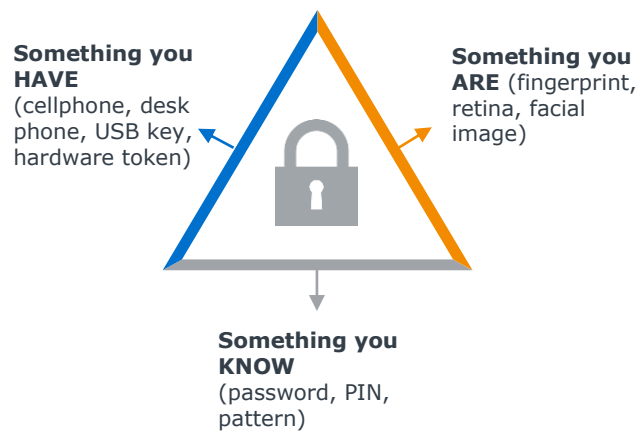 Something you
HAVE
(cellphone, desk
phone, USB key,
hardware token)
Something you
ARE (fingerprint,
retina, facial
image)
Something you
KNOW
(password, PIN,
pattern)